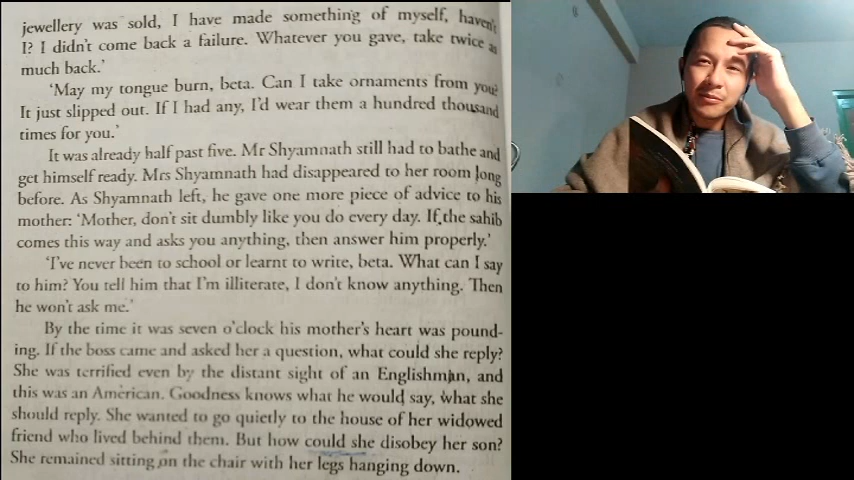 jewellery was sold, I have made something of myself, haven't
I? I didn't come back a failure. Whatever you gave, take twice as
much back.'
'May my tongue burn, beta. Can I take ornaments from you?
It just slipped out. If I had any, I'd wear them a hundred thousand
times for you.'
It was already half past five. Mr Shyamnath still had to bathe and
get himself ready. Mrs Shyamnath had disappeared to her room long
before. As Shyamnath left, he gave one more piece of advice to his
mother: 'Mother, don't sit dumbly like you do every day. If the sahib
comes this way and asks you anything, then answer him properly.'
'I've never been to school or learnt to write, beta. What can I say
to him? You tell him that I'm illiterate, I don't know anything. Then
he won't ask me.'
By the time it was seven o'clock his mother's heart was pound-
ing. If the boss came and asked her a question, what could she reply?
She was terrified even by the distant sight of an Englishman, and
this was an American. Goodness knows what he would say, what she
should reply. She wanted to go quietly to the house of her widowed
friend who lived behind them. But how could she disobey her son?
She remained sitting on the chair with her legs hanging down.